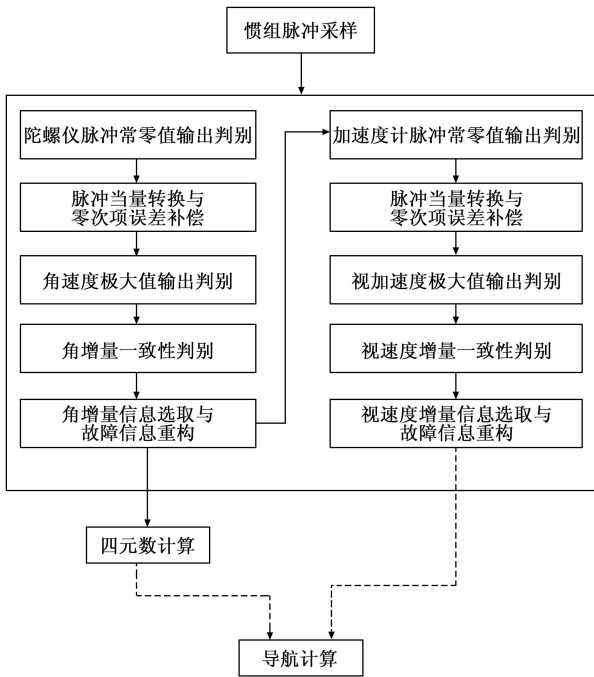 惯组脉冲采样
陀螺仪脉冲常零值输出判别
脉冲当量转换与
零次项误差补偿
角速度极大值输出判别
角增量一致性判别
角增量信息选取与
故障信息重构
加速度计脉冲常零值输出判别
脉冲当量转换与
零次项误差补偿
视加速度极大值输出判别
视速度增量一致性判别
视速度增量信息选取与
故障信息重构
四元数计算
导航计算